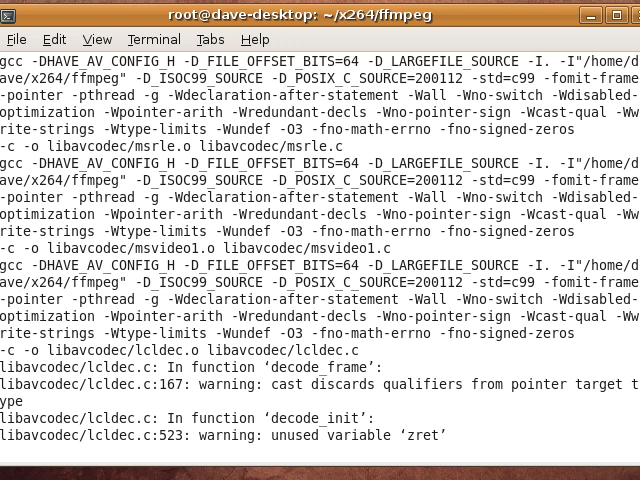 root@dave-desktop: ~/x264/ffmpeg
File Edit View Terminal Tabs Help
gcc -DHAVE_AV_CONFIG_H -D_FILE_OFFSET_BITS=64 -D_LARGEFILE_SOURCE -I. -I"/home/d
ave/x264/ffmpeg" -D_ISOC99_SOURCE -D_POSIX_C_SOURCE=200112 -std=c99 -fomit-frame
-pointer -pthread -g -Wdeclaration-after-statement -Wall -Wno-switch -Wdisabled-
optimization -Wpointer-arith -Wredundant-decls -Wno-pointer-sign -Wcast-qual -Ww
rite-strings -Wtype-limits -Wundef -O3 -fno-math-errno -fno-signed-zeros
-c -o libavcodec/msrle.o libavcodec/msrle.c
gcc -DHAVE_AV_CONFIG_H -D_FILE_OFFSET_BITS=64 -D_LARGEFILE_SOURCE -I. -I"/home/d
ave/x264/ffmpeg" -D_ISOC99_SOURCE -D_POSIX_C_SOURCE=200112 -std=c99 -fomit-frame
-pointer -pthread -g -Wdeclaration-after-statement -Wall -Wno-switch -Wdisabled-
optimization -Wpointer-arith -Wredundant-decls -Wno-pointer-sign -Wcast-qual -Ww
rite-strings -Wtype-limits -Wundef -O3 -fno-math-errno -fno-signed-zeros
-c -o libavcodec/msvideo1.o libavcodec/msvideo1.c
gcc -DHAVE_AV_CONFIG_H -D_FILE_OFFSET_BITS=64 -D_LARGEFILE_SOURCE -I. -I"/home/d
ave/x264/ffmpeg" -D_ISOC99_SOURCE -D_POSIX_C_SOURCE=200112 -std=c99 -fomit-frame
-pointer -pthread -g -Wdeclaration-after-statement -Wall -Wno-switch -Wdisabled-
optimization -Wpointer-arith -Wredundant-decls -Wno-pointer-sign -Wcast-qual -Ww
rite-strings -Wtype-limits -Wundef -O3 -fno-math-errno -fno-signed-zeros
-c -o libavcodec/lcldec.o libavcodec/lcldec.c
libavcodec/lcldec.c: In function ‘decode_frame’:
libavcodec/lcldec.c:167: warning: cast discards qualifiers from pointer target t
ype
libavcodec/lcldec.c: In function ‘decode_init’:
libavcodec/lcldec.c:523: warning: unused variable ‘zret’